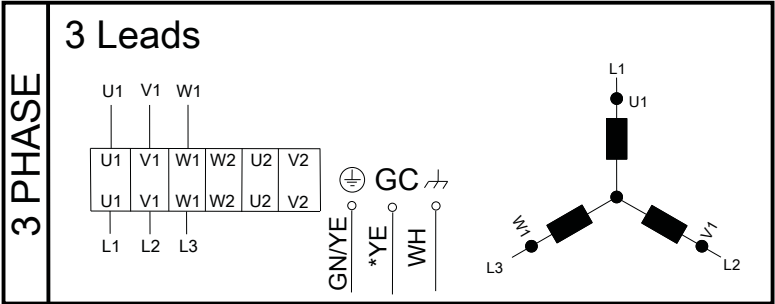 3 PHASE
3 Leads
U1 V1 W1
U1 V1 W1 W2 U2 V2
U1 V1 W1 W2 U2 V2
L1 L2 L3
GC
GN/YE
*YE
WH
L1
U1
W1
V1
L3
L2